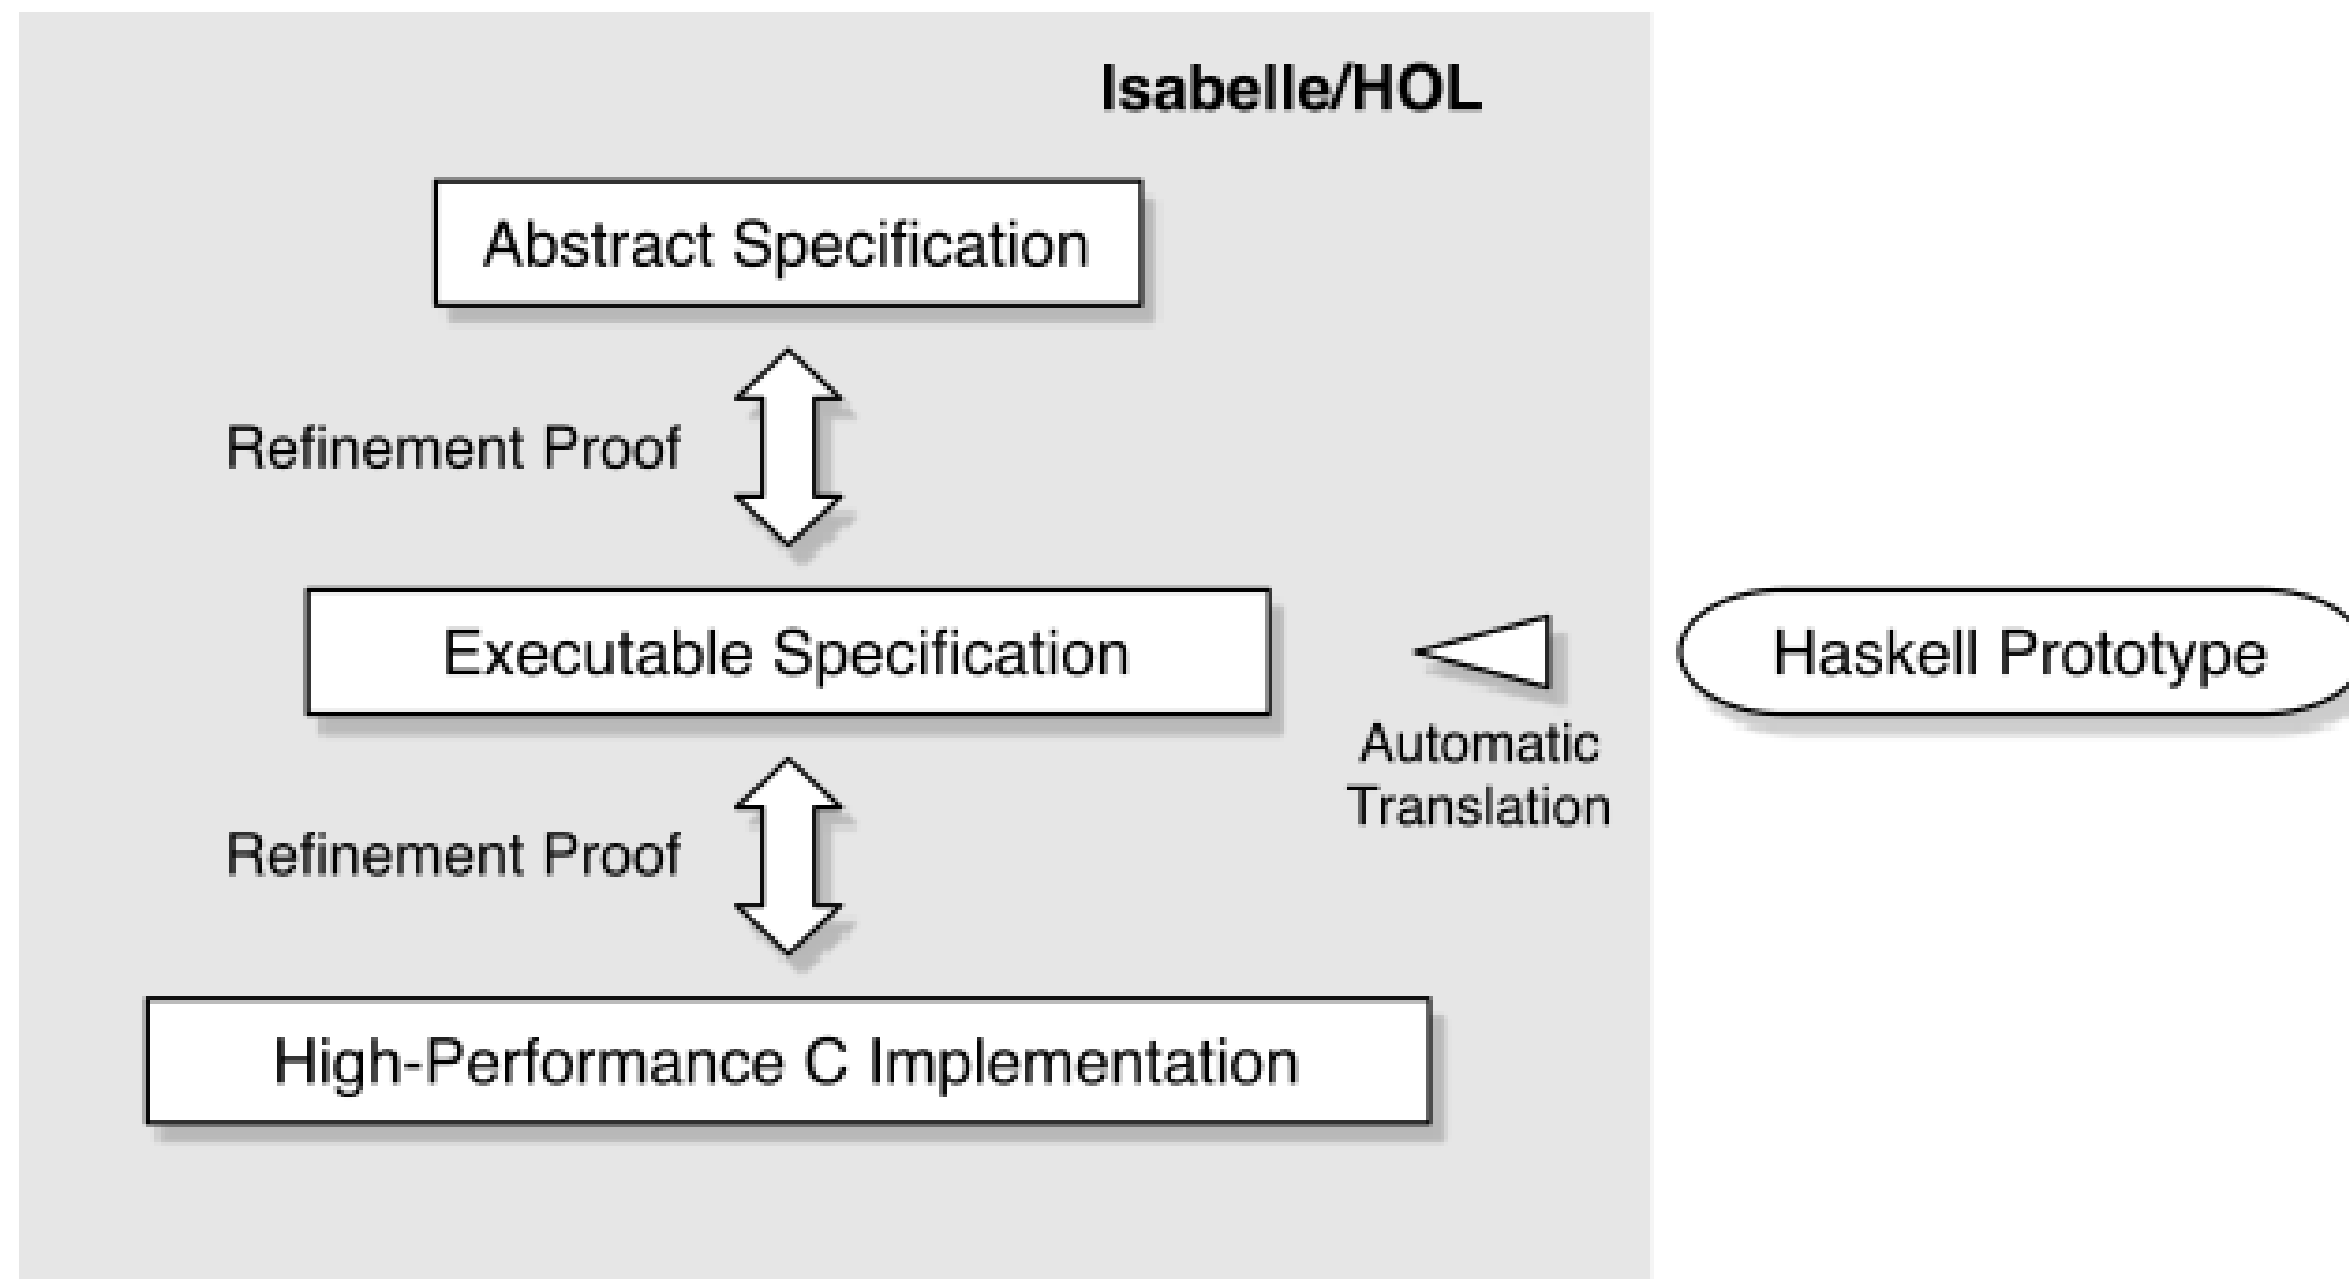 Isabelle/HOL
Abstract Specification
Refinement Proof
Executable Specification
Haskell Prototype
Automatic
Translation
Refinement Proof
High-Performance C Implementation